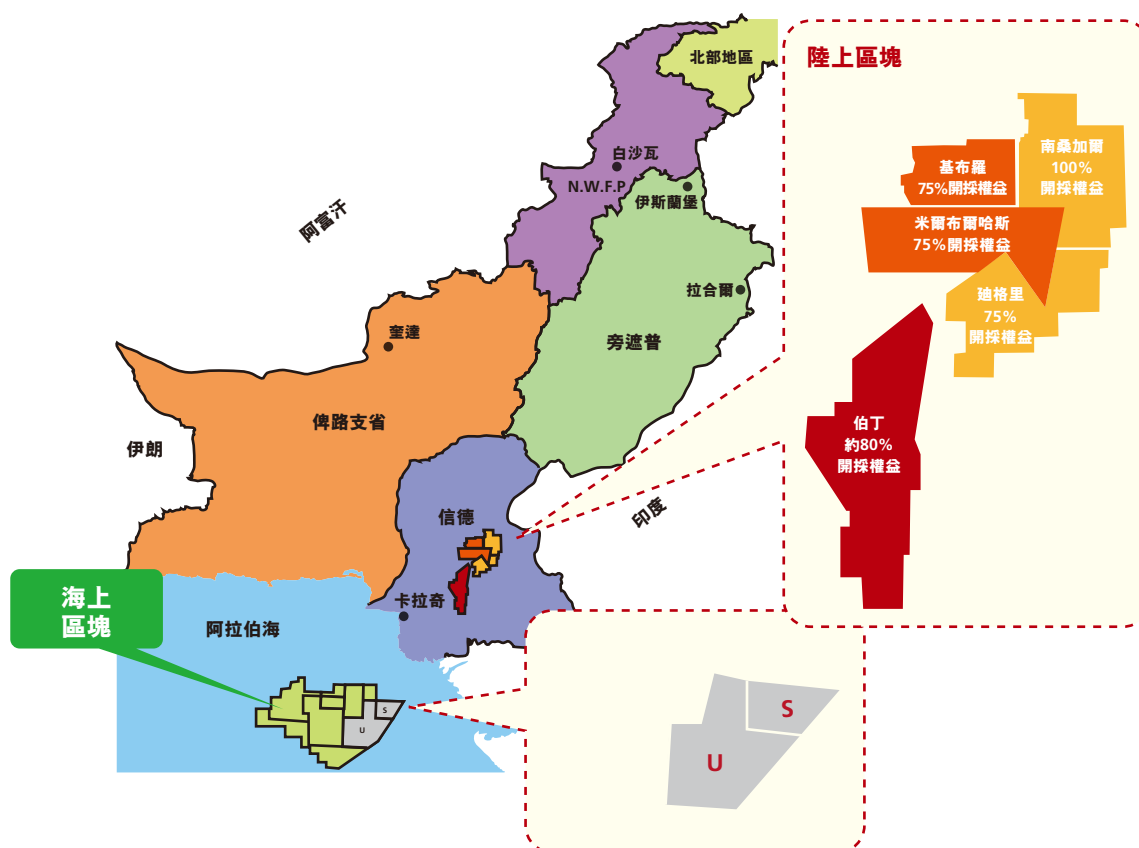 北部地區
白沙瓦
N.W.F.P
伊斯蘭堡
阿富汗
拉合爾
奎達
旁遮普
俾路支省
伊朗
信德
印度
卡拉奇
阿拉伯海
海上
區塊
S
U
陸上區塊
南桑加爾
100%
開採權益
基布羅
75%開採權益
米爾布爾哈斯
75%開採權益
廸格里
75%
開採權益
伯丁
約80%
開採權益
S
U